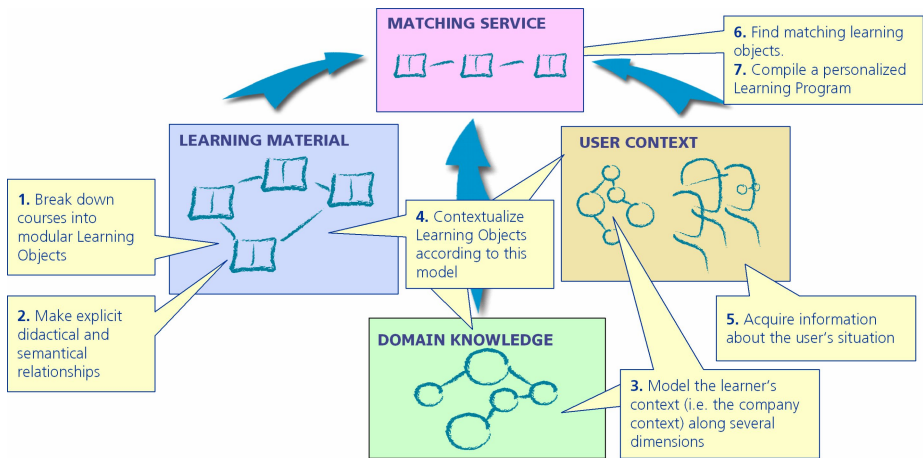 MATCHING SERVICE
6. Find matching learning
objects.
7. Compile a personalized
Learning Program
LEARNING MATERIAL
USER CONTEXT
1. Break down
courses into
modular Learning
Objects
4. Contextualize
Learning Objects
according to this
model
2. Make explicit
didactical and
semantical
relationships
5. Acquire information
about the user's situation
DOMAIN KNOWLEDGE
3. Model the learner's
context (i.e. the company
context) along several
dimensions